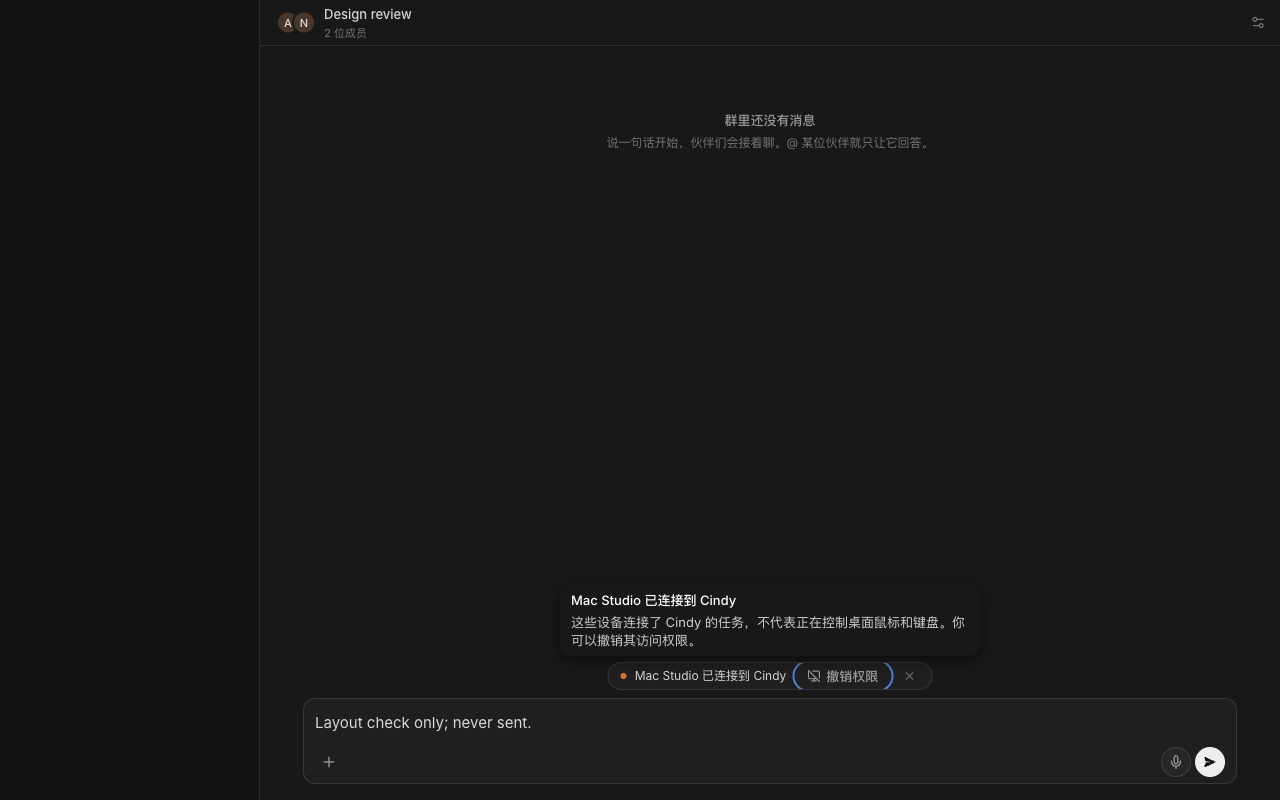 A N
Design review
2 位成员
群里还没有消息
说一句话开始，伙伴们会接着聊。@ 某位伙伴就只让它回答。
Mac Studio 已连接到 Cindy
这些设备连接了 Cindy 的任务，不代表正在控制桌面鼠标和键盘。你
可以撤销其访问权限。
Mac Studio 已连接到 Cindy 撤销权限
Layout check only; never sent.